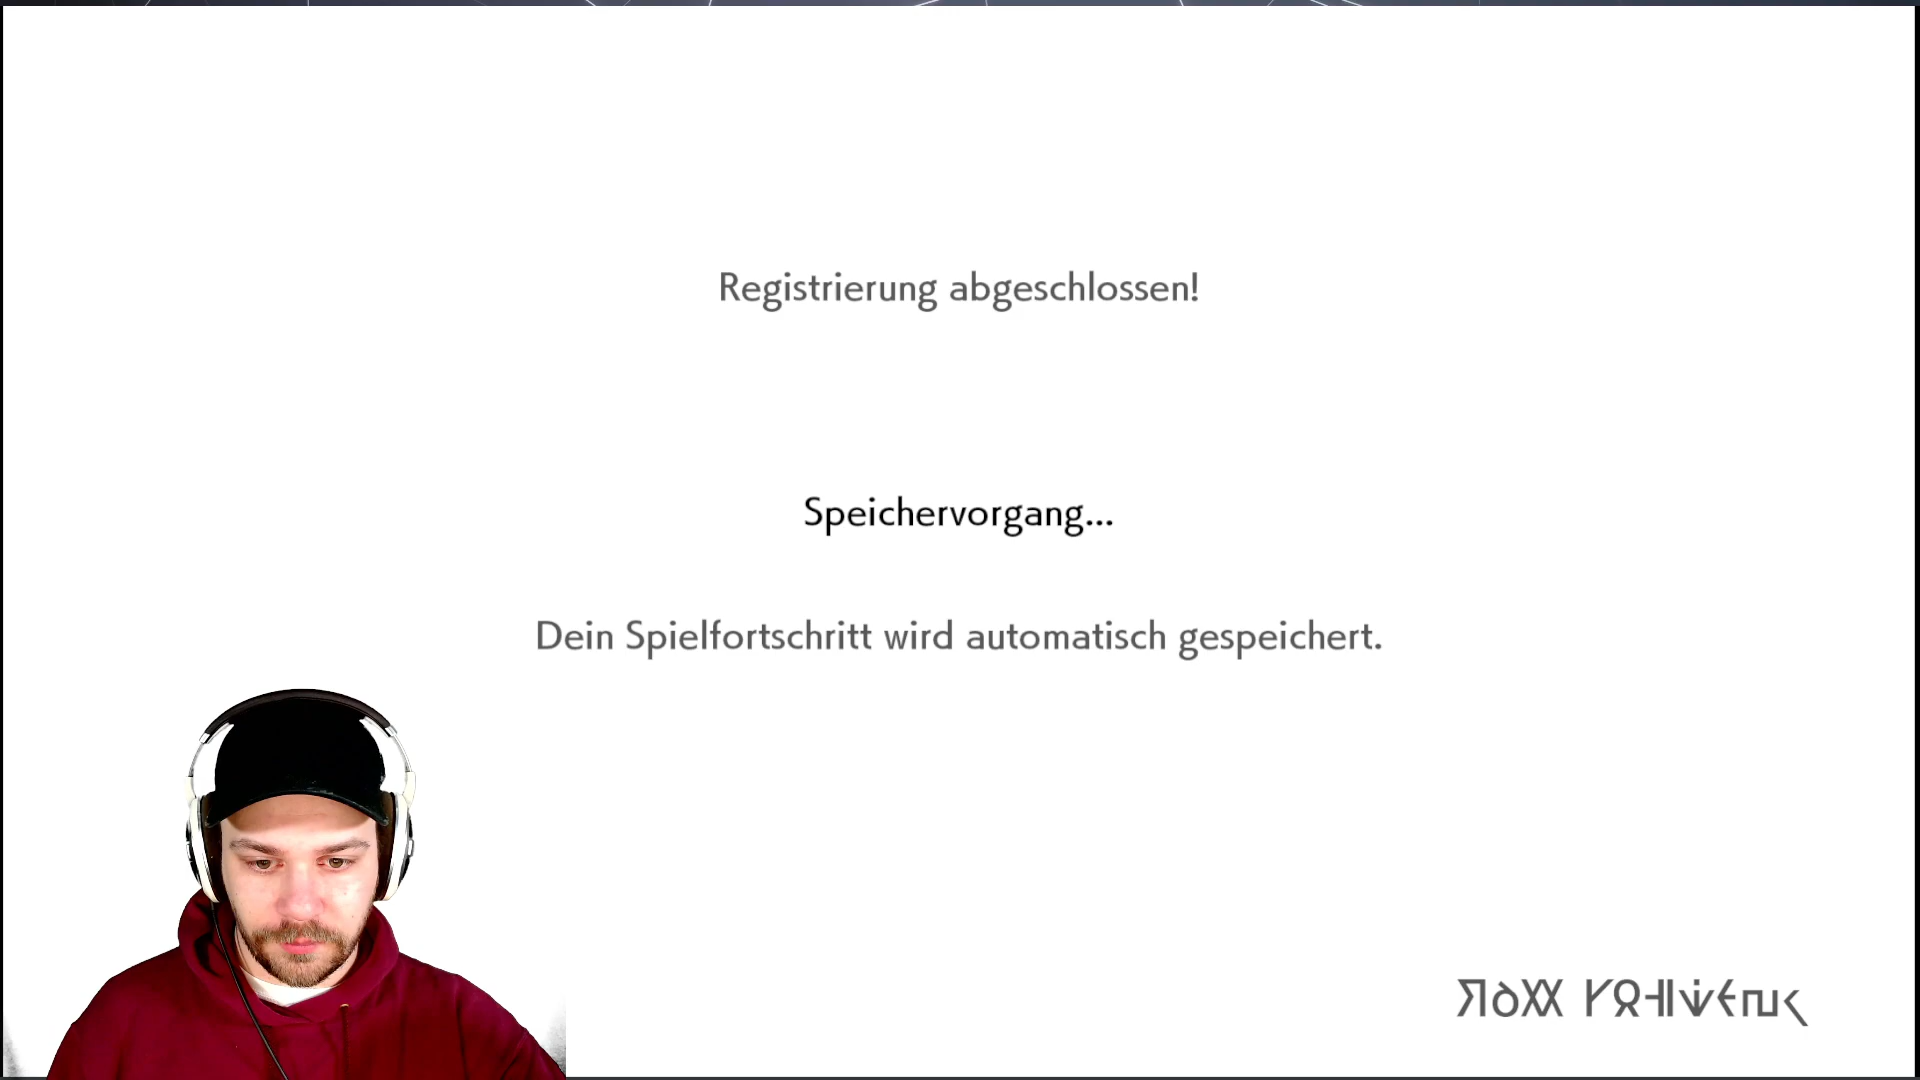 Registrierung abgeschlossen!
Speichervorgang...
Dein Spielfortschritt wird automatisch gespeichert.